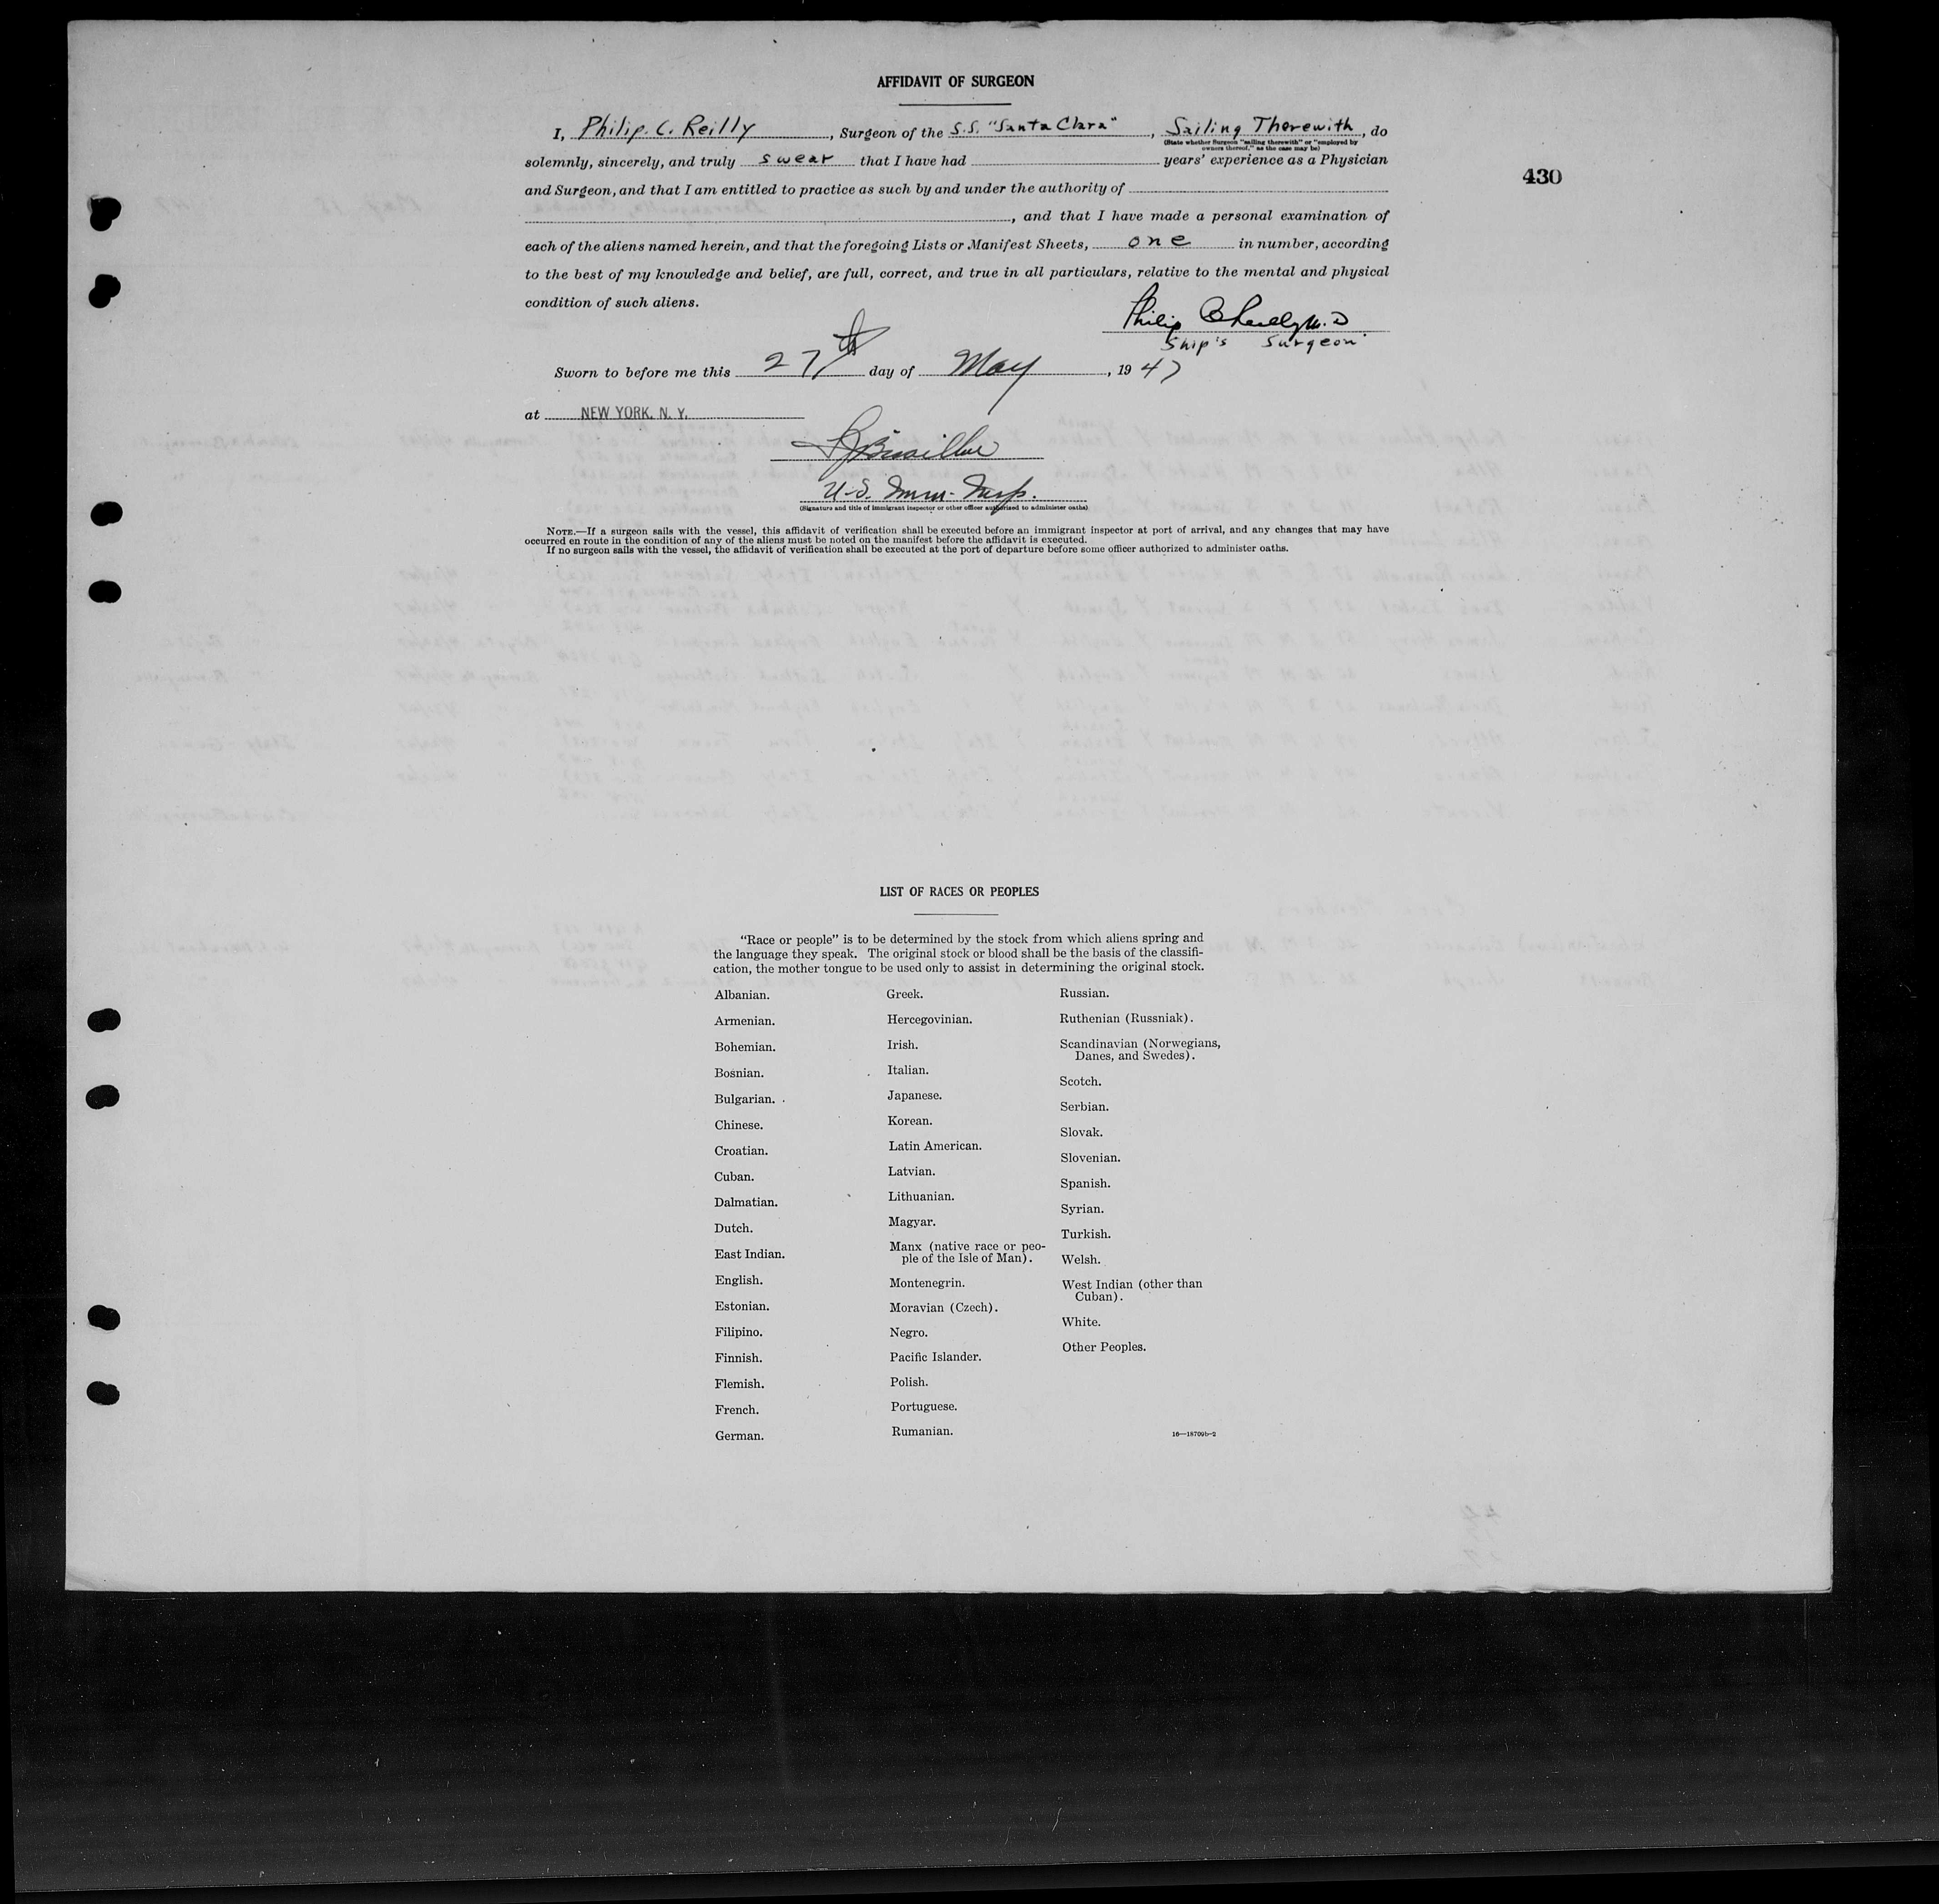 AFFIDAVIT OF SURGEON
I, Philip. C. Reilly, Surgeon of the S.S. "Santa Clara", Sailing Therewith, do
(State whether Surgeon "sailing therewith" or "employed by
owners thereof," as the case may be)
solemnly, sincerely, and truly swear that I have had years' experience as a Physician
430
and Surgeon, and that I am entitled to practice as such by and under the authority of
, and that I have made a personal examination of
each of the aliens named herein, and that the foregoing Lists or Manifest Sheets, one in number, according
to the best of my knowledge and belief, are full, correct, and true in all particulars, relative to the mental and physical
condition of such aliens.
Philip C Reilly M.D
Ship's Surgeon
Sworn to before me this 27th day of May, 1947
at NEW YORK, N. Y.
U.S. Imm. Insp.
(Signature and title of immigrant inspector or other officer authorized to administer oaths)
NOTE.—If a surgeon sails with the vessel, this affidavit of verification shall be executed before an immigrant inspector at port of arrival, and any changes that may have
occurred en route in the condition of any of the aliens must be noted on the manifest before the affidavit is executed.
If no surgeon sails with the vessel, the affidavit of verification shall be executed at the port of departure before some officer authorized to administer oaths.
LIST OF RACES OR PEOPLES
"Race or people" is to be determined by the stock from which aliens spring and
the language they speak. The original stock or blood shall be the basis of the classifi-
cation, the mother tongue to be used only to assist in determining the original stock.
Albanian.
Armenian.
Bohemian.
Bosnian.
Bulgarian.
Chinese.
Croatian.
Cuban.
Dalmatian.
Dutch.
East Indian.
English.
Estonian.
Filipino.
Finnish.
Flemish.
French.
German.
Greek.
Hercegovinian.
Irish.
Italian.
Japanese.
Korean.
Latin American.
Latvian.
Lithuanian.
Magyar.
Manx (native race or peo-
ple of the Isle of Man).
Montenegrin.
Moravian (Czech).
Negro.
Pacific Islander.
Polish.
Portuguese.
Rumanian.
Russian.
Ruthenian (Russniak).
Scandinavian (Norwegians,
Danes, and Swedes).
Scotch.
Serbian.
Slovak.
Slovenian.
Spanish.
Syrian.
Turkish.
Welsh.
West Indian (other than
Cuban).
White.
Other Peoples.
16—18709b-2